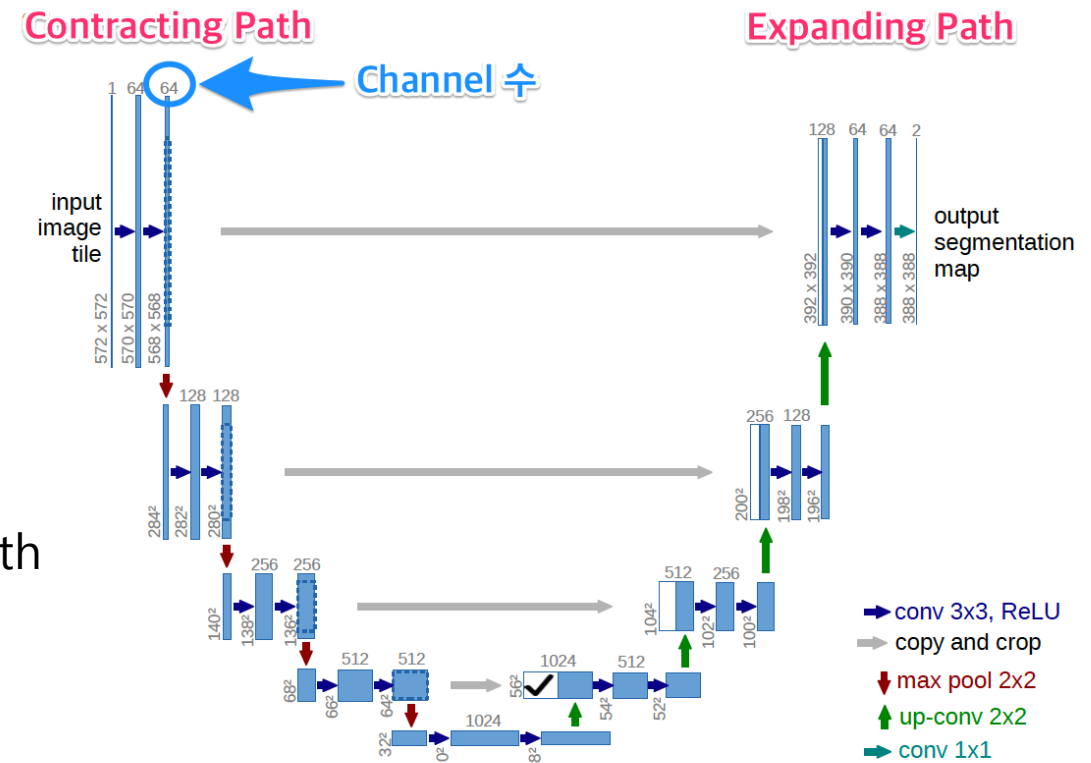 Contracting Path
Expanding Path
Channel 수
1 64 64
128 64 64 2
input
image
tile
output
segmentation
map
572 x 572
570 x 570
568 x 568
392 x 392
390 x 390
388 x 388
388 x 388
128 128
256 128
284²
282²
280²
200²
198²
196²
th
256 256
512 256
140²
138²
136²
104²
102²
100²
conv 3x3, ReLU
copy and crop
max pool 2x2
up-conv 2x2
conv 1x1
512 512
1024 512
68²
66²
64²
56²
54²
52²
1024
32²
0²
8²